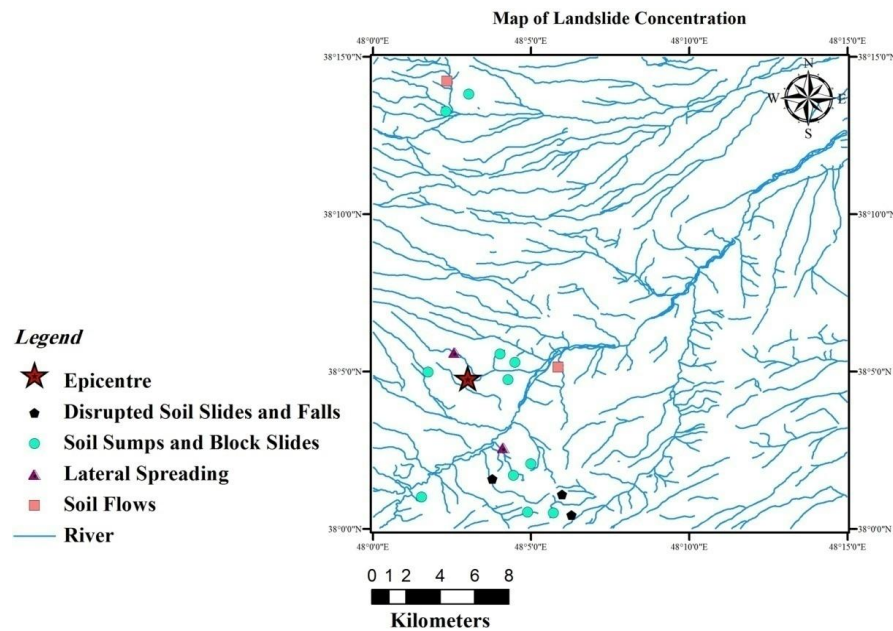 Map of Landslide Concentration
48°0'0"E 48°5'0"E 48°10'0"E 48°15'0"E
38°15'0"N 38°15'0"N
N
W E
S
38°10'0"N 38°10'0"N
Legend
Epicentre
38°5'0"N 38°5'0"N
Disrupted Soil Slides and Falls
Soil Sumps and Block Slides
Lateral Spreading
Soil Flows
River
38°0'0"N 38°0'0"N
48°0'0"E 48°5'0"E 48°10'0"E 48°15'0"E
0 1 2 4 6 8
Kilometers